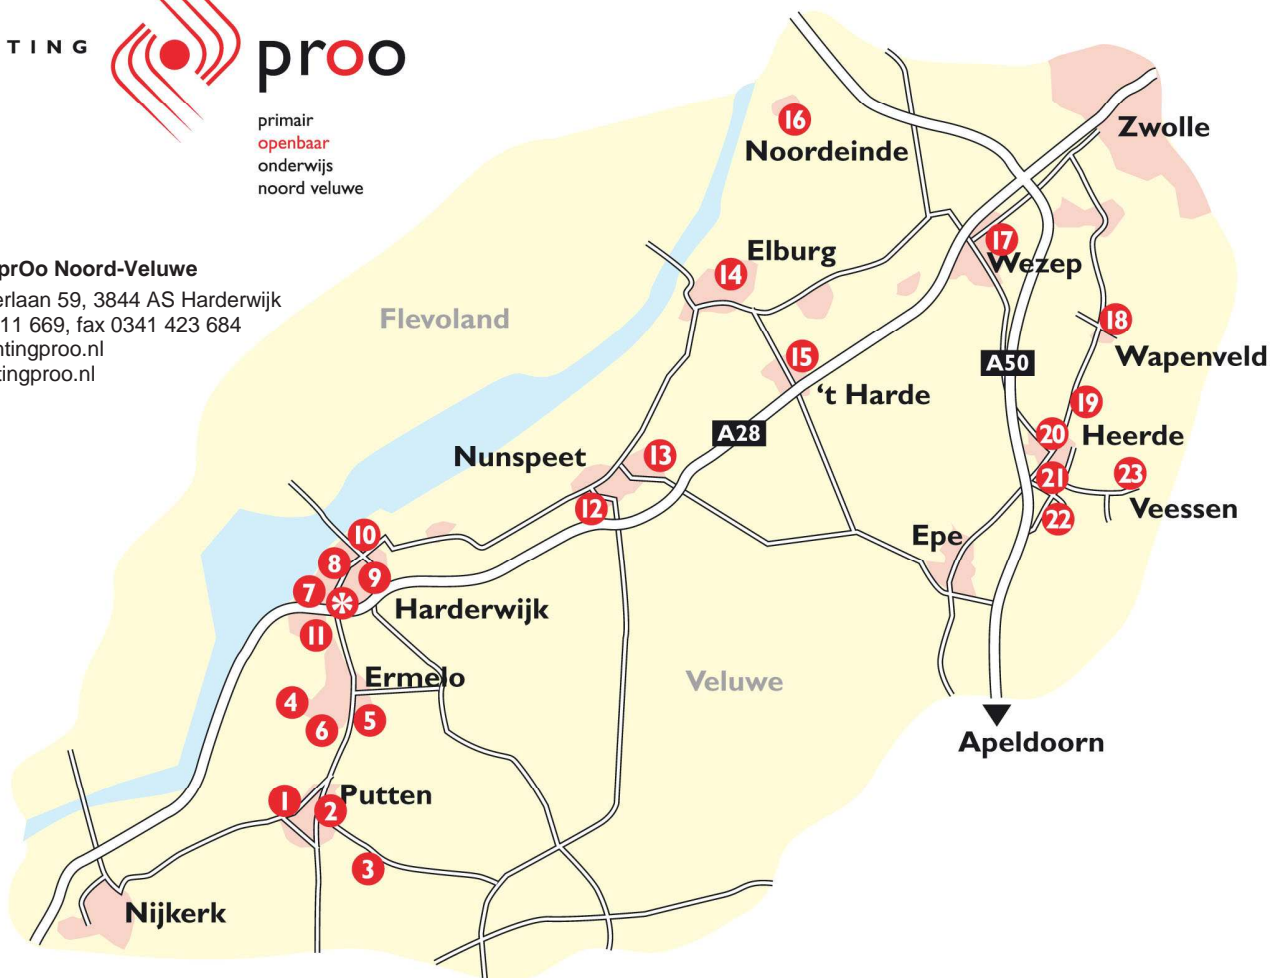 TING
proo
primair
openbaar
onderwijs
noord veluwe
prOo Noord-Veluwe
erlaan 59, 3844 AS Harderwijk
11 669, fax 0341 423 684
ntingproo.nl
tingproo.nl
Zwolle
16
Noordeinde
17
Wezep
Elburg
14
Flevoland
18
Wapenveld
15
A50
't Harde
19
20
Heerde
A28
Nunspeet
13
21
23
Veessen
12
22
10
Epe
8
9
7
*
Harderwijk
11
Ermelo
Veluwe
4
5
6
Apeldoorn
1
2
Putten
3
Nijkerk